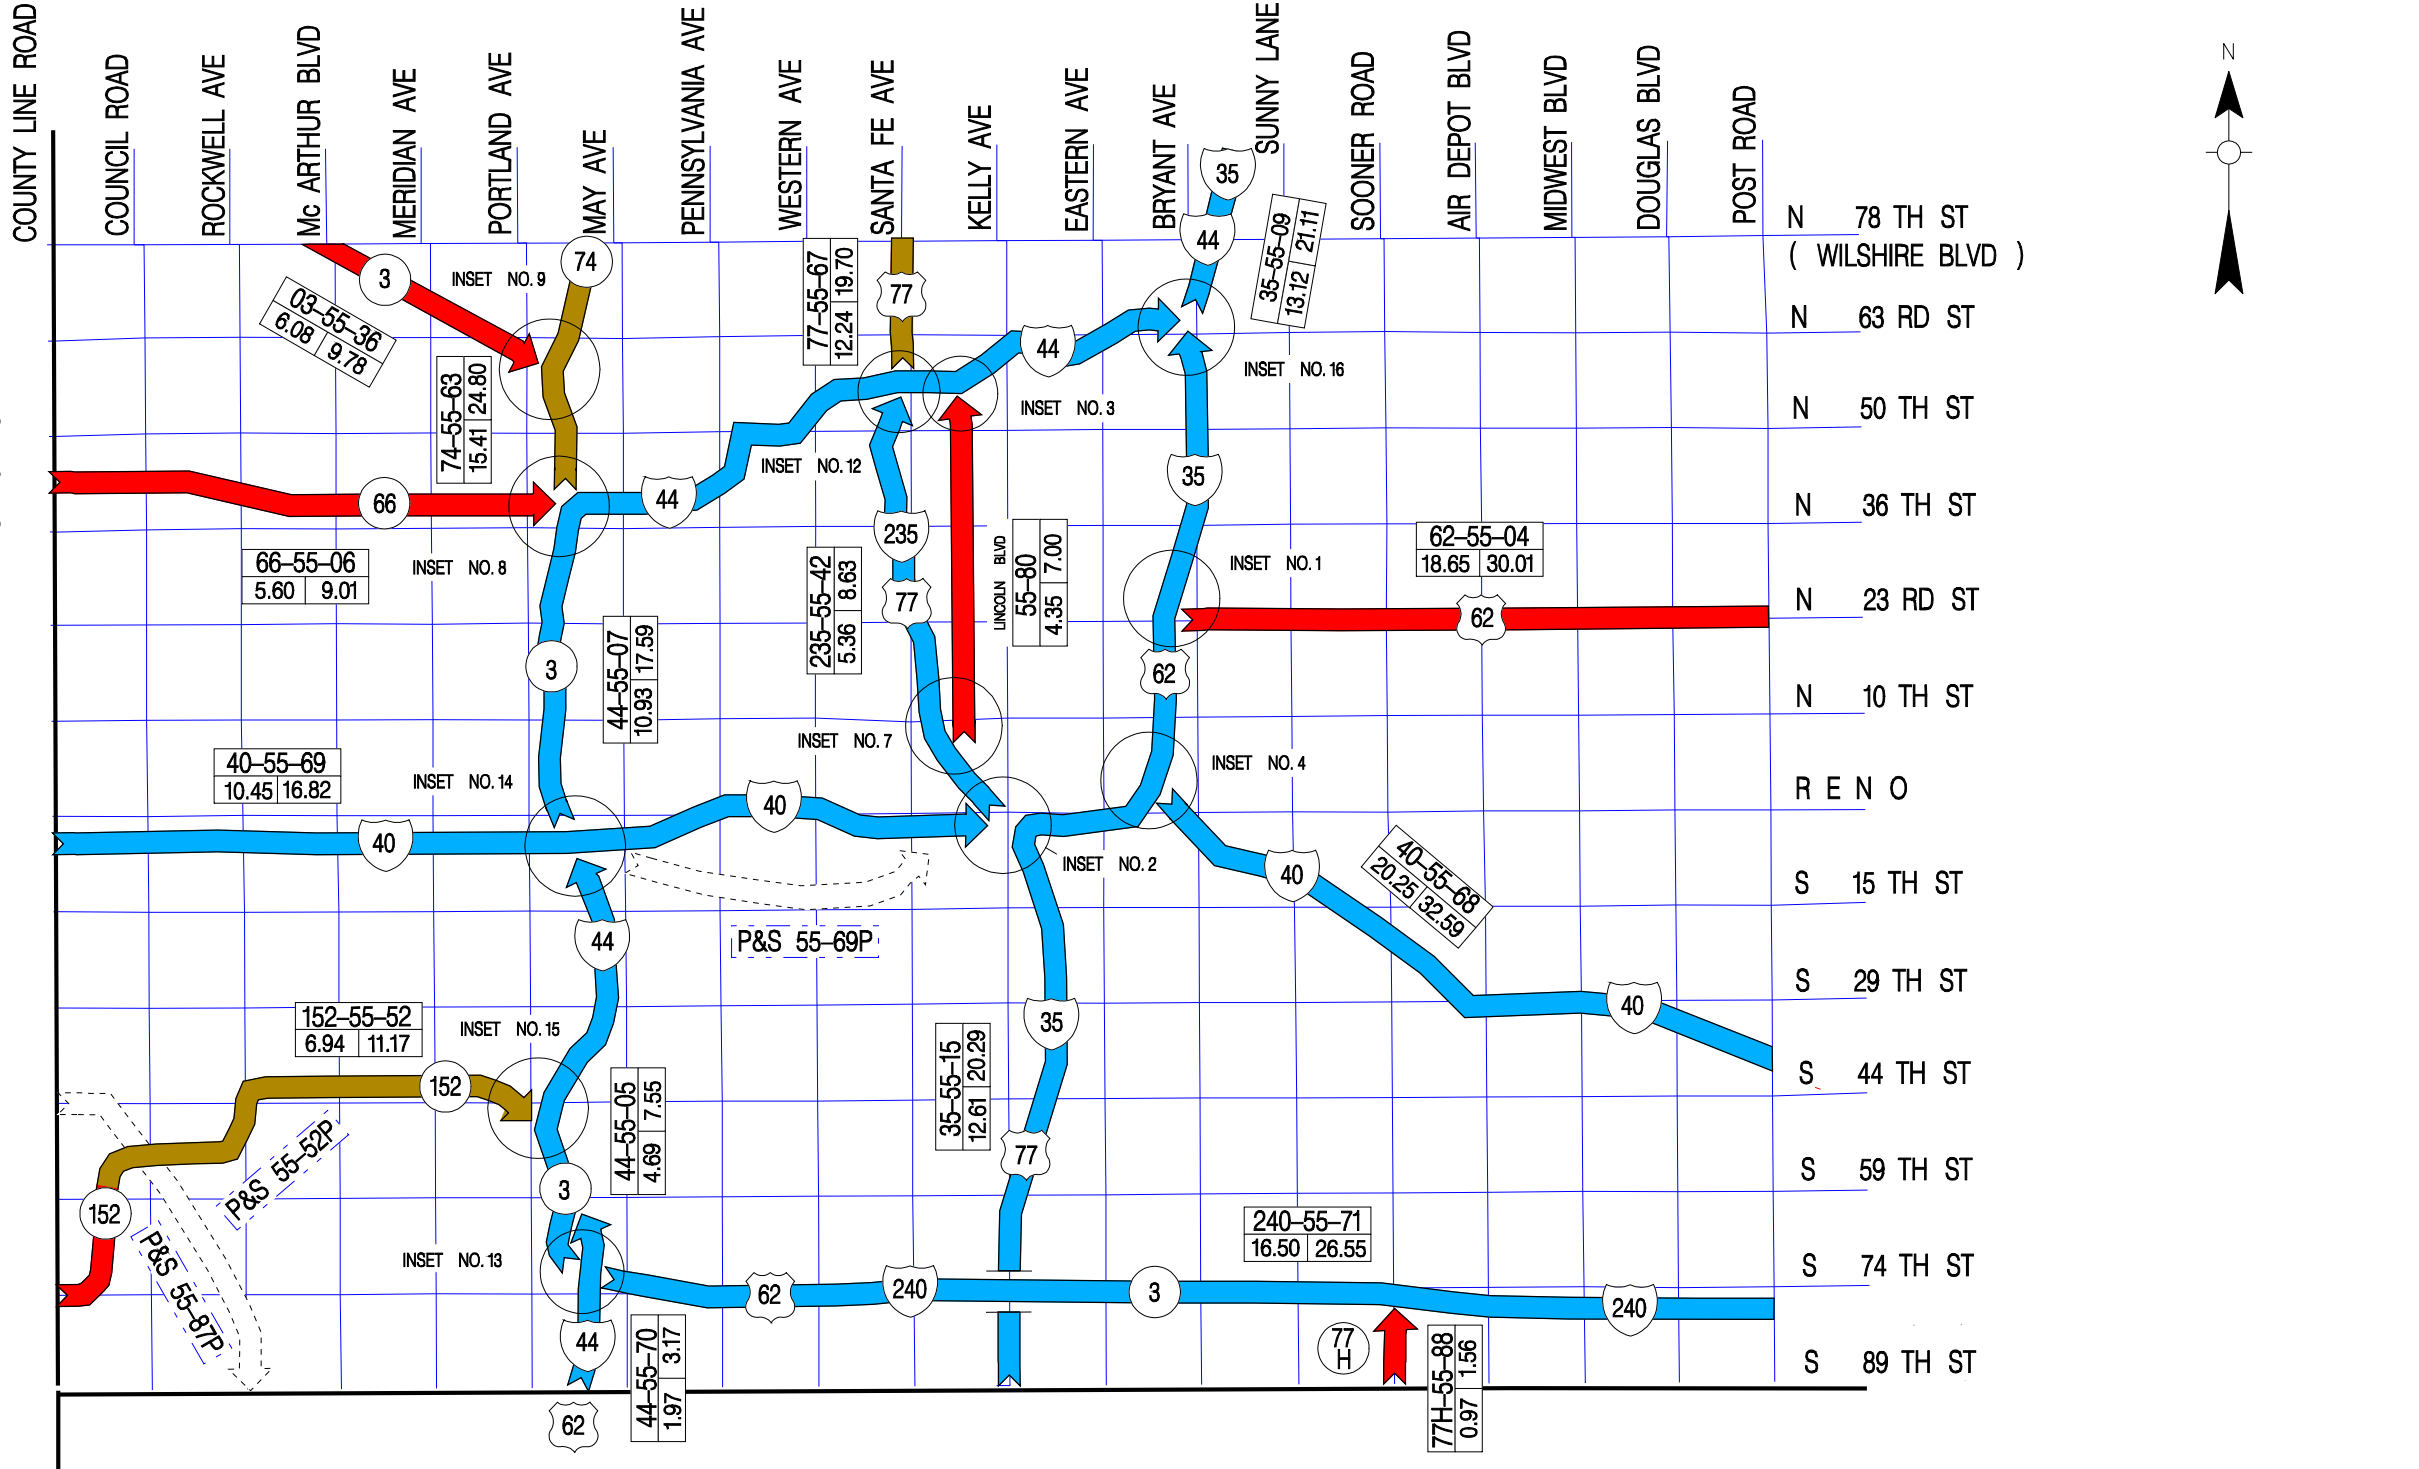 COUNTY LINE ROAD
COUNCIL ROAD
ROCKWELL AVE
Mc ARTHUR BLVD
MERIDIAN AVE
PORTLAND AVE
MAY AVE
PENNSYLVANIA AVE
WESTERN AVE
SANTA FE AVE
KELLY AVE
EASTERN AVE
BRYANT AVE
SUNNY LANE
SOONER ROAD
AIR DEPOT BLVD
MIDWEST BLVD
DOUGLAS BLVD
POST ROAD
N
N 78 TH ST
( WILSHIRE BLVD )
N 63 RD ST
N 50 TH ST
N 36 TH ST
N 23 RD ST
N 10 TH ST
RENO
S 15 TH ST
S 29 TH ST
S 44 TH ST
S 59 TH ST
S 74 TH ST
S 89 TH ST
35
44
35–55–09
13.12 21.11
3
INSET NO. 9
74
03–55–36
6.08 9.78
77–55–67
12.24 19.70
77
44
INSET NO. 16
74–55–63
15.41 24.80
INSET NO. 3
INSET NO. 12
66
44
35
235
66–55–06
5.60 9.01
INSET NO. 8
LINCOLN BLVD
55–80
4.35 7.00
INSET NO. 1
62–55–04
18.65 30.01
235–55–42
5.36 8.63
77
62
3
44–55–07
10.93 17.59
62
INSET NO. 7
INSET NO. 4
40–55–69
10.45 16.82
INSET NO. 14
40
40
INSET NO. 2
40
40–55–68
20.25 32.59
44
P&S 55–69P
152–55–52
6.94 11.17
INSET NO. 15
35
40
152
44–55–05
4.69 7.55
35–55–15
12.61 20.29
P&S 55–52P
77
152
3
P&S 55–87P
INSET NO. 13
240–55–71
16.50 26.55
62
240
3
240
44
44–55–70
1.97 3.17
77
H
77H–55–88
0.97 1.56
62